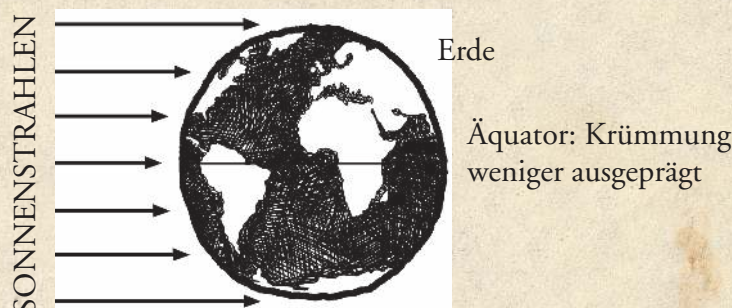 SONNENSTRAHLEN
Erde
Äquator: Krümmung
weniger ausgeprägt